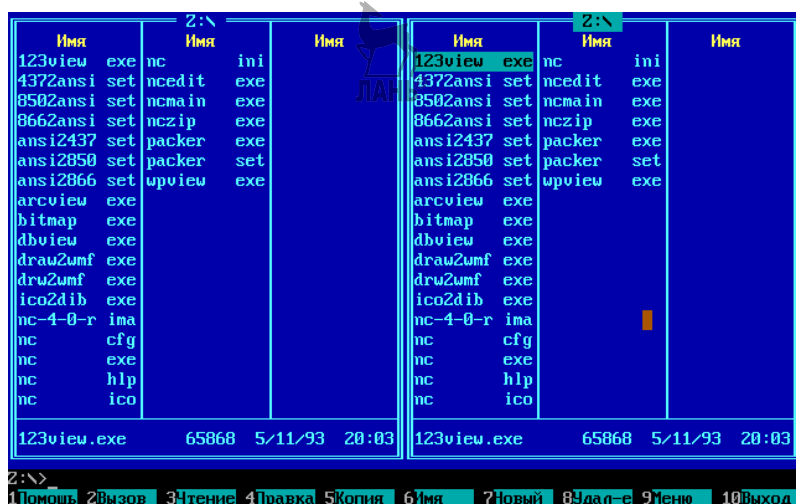 Z:\ Z:\
Имя Имя Имя Имя Имя Имя
123view exe nc ini 123view exe nc ini
4372ansi set ncedit exe 4372ansi set ncedit exe
8502ansi set ncmain exe 8502ansi set ncmain exe
8662ansi set nczip exe 8662ansi set nczip exe
ansi2437 set packer exe ansi2437 set packer exe
ansi2850 set packer set ansi2850 set packer set
ansi2866 set wpview exe ansi2866 set wpview exe
arcview exe arcview exe
bitmap exe bitmap exe
dbview exe dbview exe
draw2wmf exe draw2wmf exe
drw2wmf exe drw2wmf exe
ico2dib exe ico2dib exe
nc-4-0-r ima nc-4-0-r ima
nc cfg nc cfg
nc exe nc exe
nc hlp nc hlp
nc ico nc ico
123view.exe 65868 5/11/93 20:03 123view.exe 65868 5/11/93 20:03
Z:\>_
1Помощь 2Вызов 3Чтение 4Правка 5Копия 6Имя 7Новый 8Удал-е 9Меню 10Выход
ЛАНЬ